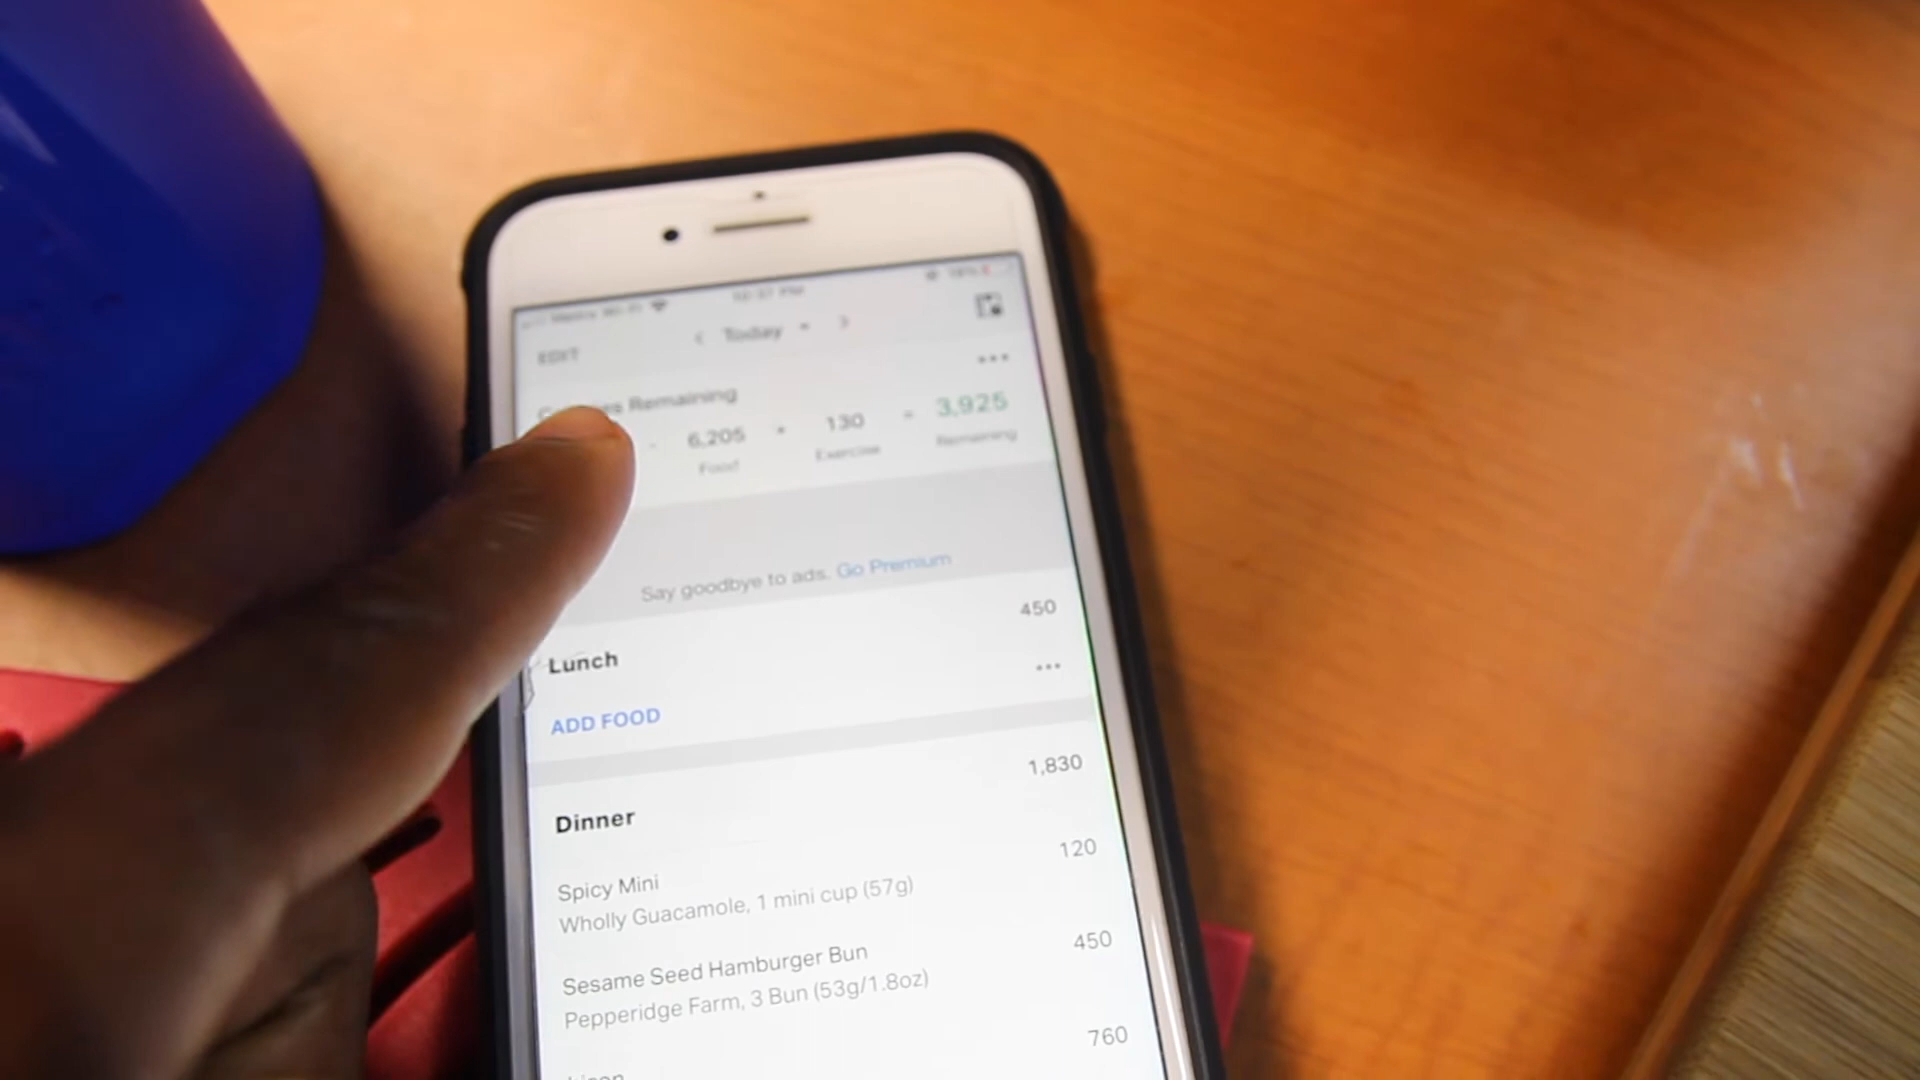 Today
EDIT
Remaining
- 6,205 + 130 = 3,925
Food Exercise Remaining
Say goodbye to ads. Go Premium
450
Lunch
ADD FOOD
1,830
Dinner
120
Spicy Mini
Wholly Guacamole, 1 mini cup (57g)
450
Sesame Seed Hamburger Bun
Pepperidge Farm, 3 Bun (53g/1.8oz)
760